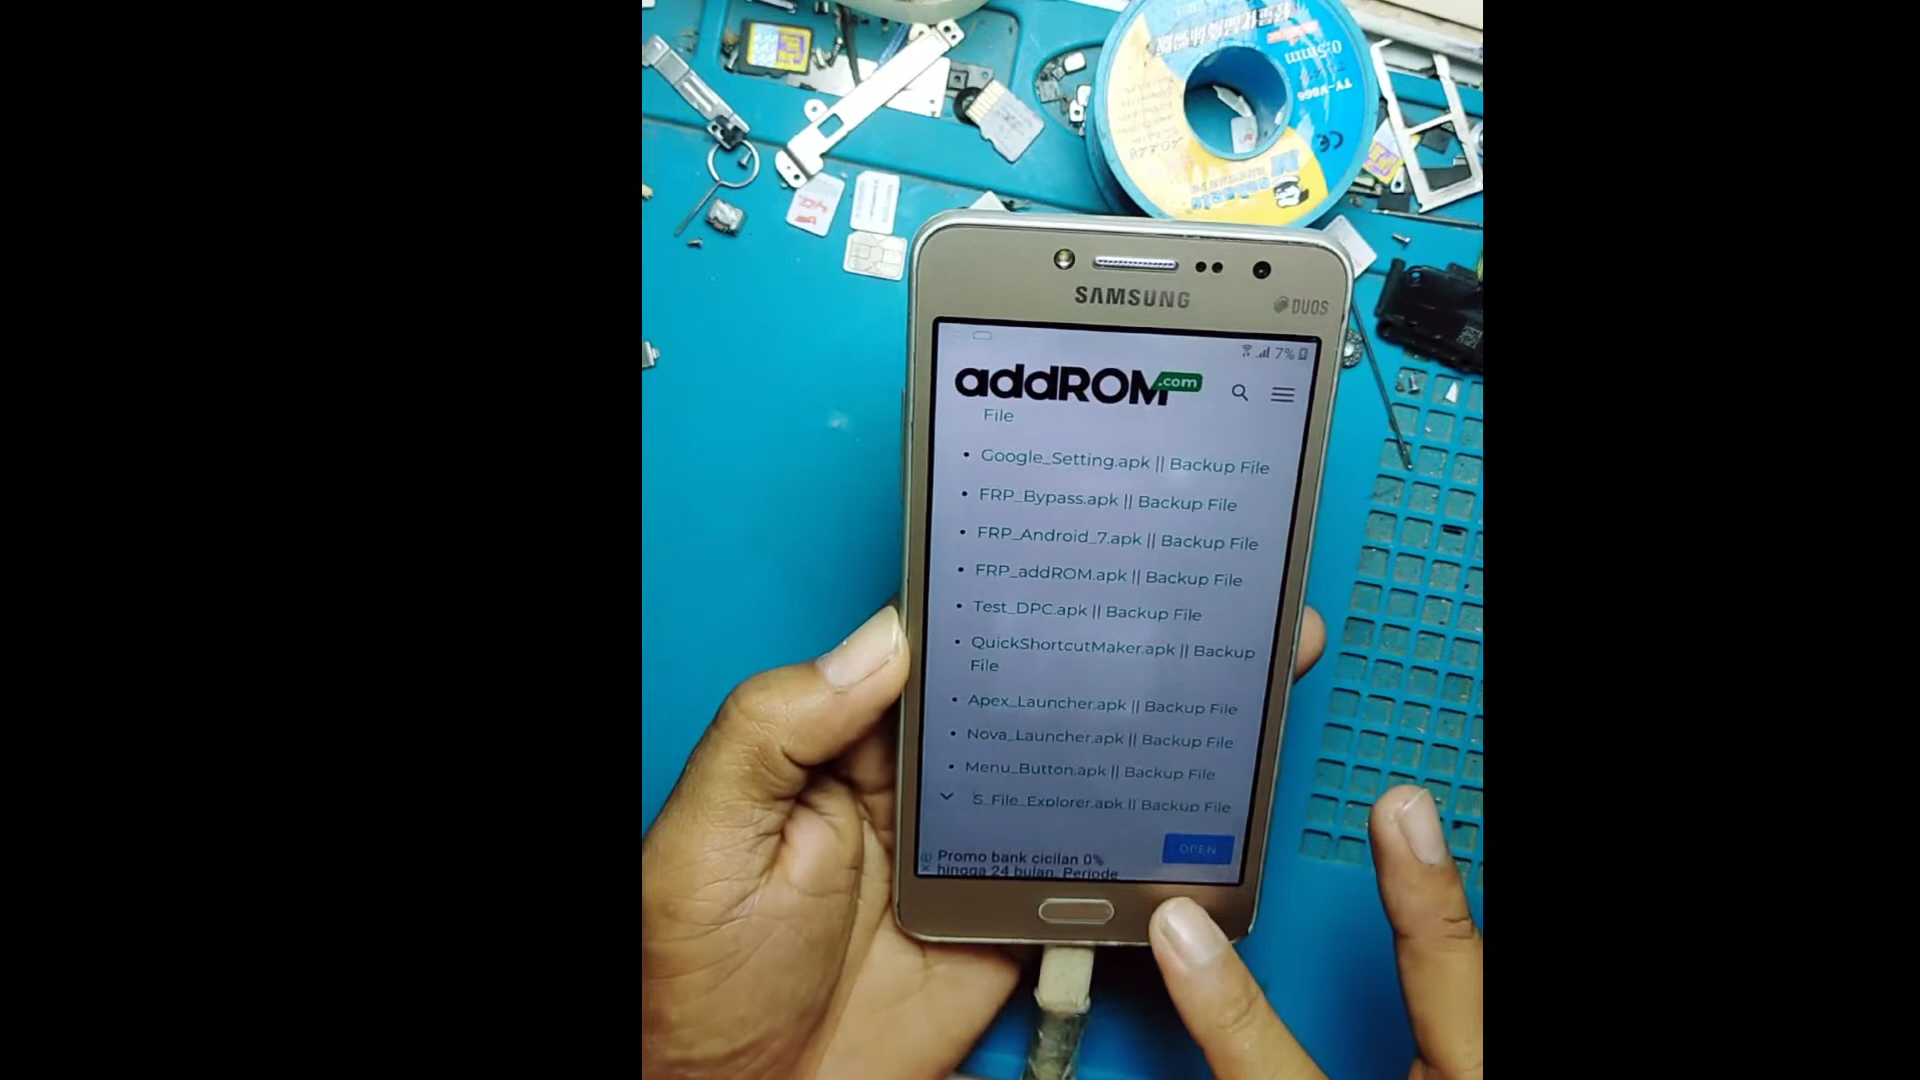 0.5mm
TY-V866
SAMSUNG
DUOS
7%
addROM.com
File
• Google_Setting.apk || Backup File
• FRP_Bypass.apk || Backup File
• FRP_Android_7.apk || Backup File
• FRP_addROM.apk || Backup File
• Test_DPC.apk || Backup File
• QuickShortcutMaker.apk || Backup
File
• Apex_Launcher.apk || Backup File
• Nova_Launcher.apk || Backup File
• Menu_Button.apk || Backup File
S_File_Explorer.apk || Backup File
OPEN
Promo bank cicilan 0%
hingga 24 bulan. Periode